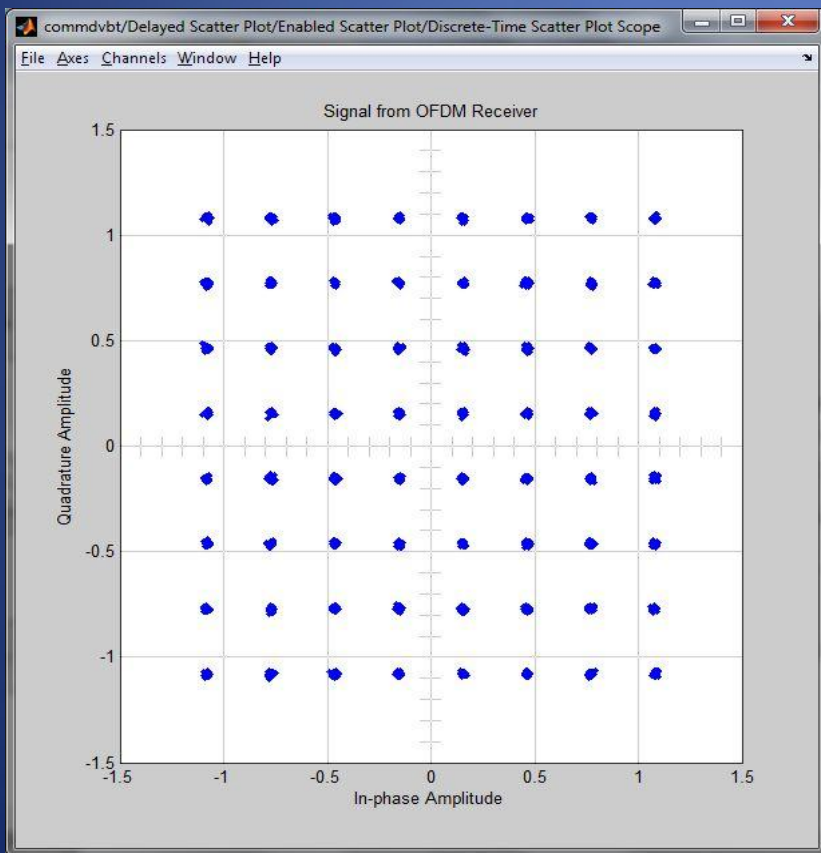 commdvbt/Delayed Scatter Plot/Enabled Scatter Plot/Discrete-Time Scatter Plot Scope
File Axes Channels Window Help
Signal from OFDM Receiver
1.5
1
0.5
0
-0.5
-1
-1.5
Quadrature Amplitude
-1.5 -1 -0.5 0 0.5 1 1.5
In-phase Amplitude